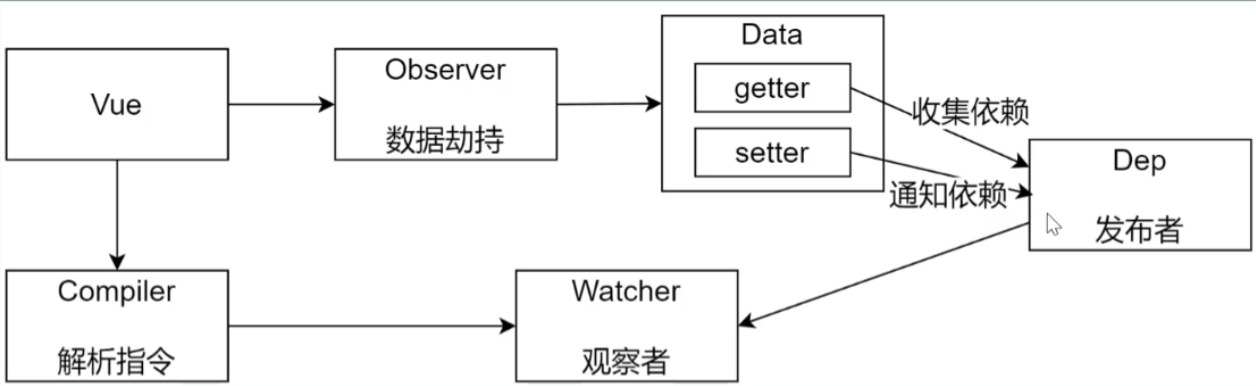 Vue
Observer
数据劫持
Data
getter
setter
收集依赖
通知依赖
Dep
发布者
Compiler
解析指令
Watcher
观察者